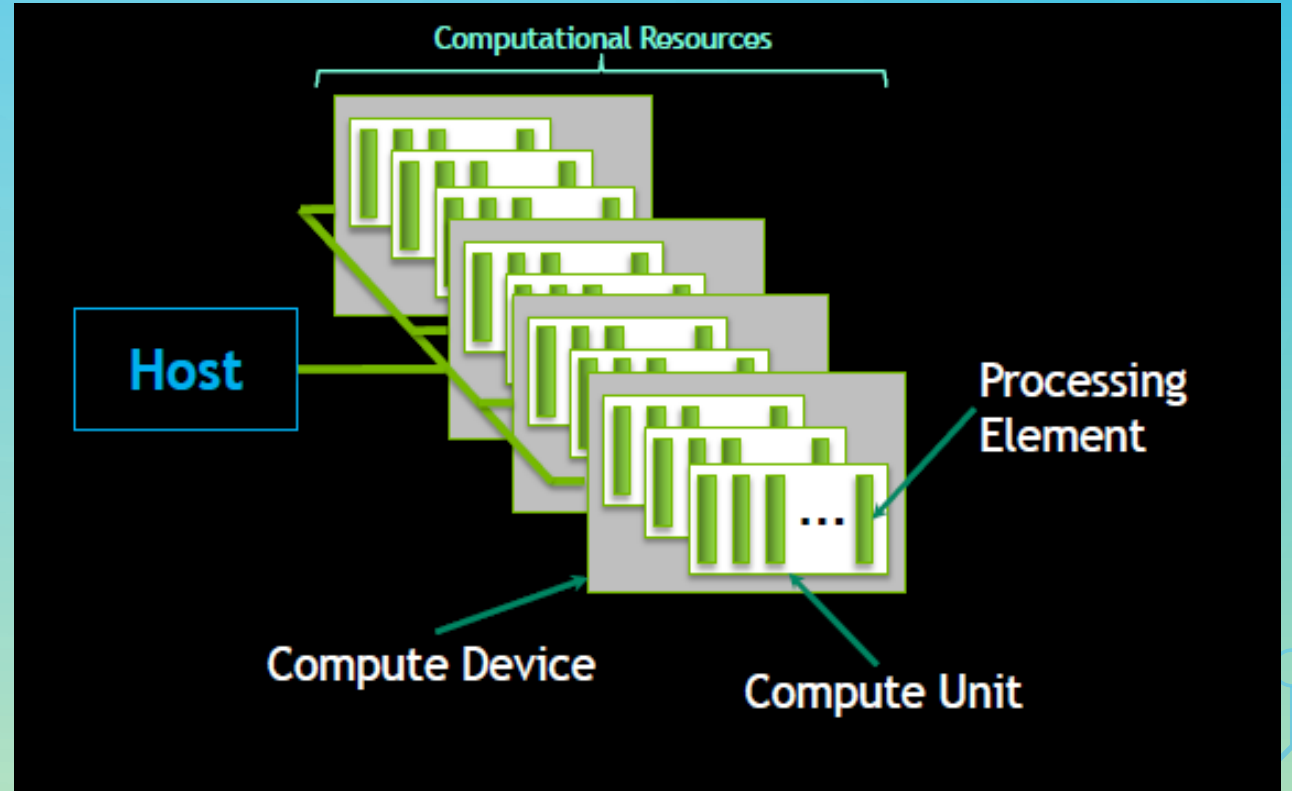 Computational Resources
Host
Processing
Element
...
Compute Device
Compute Unit